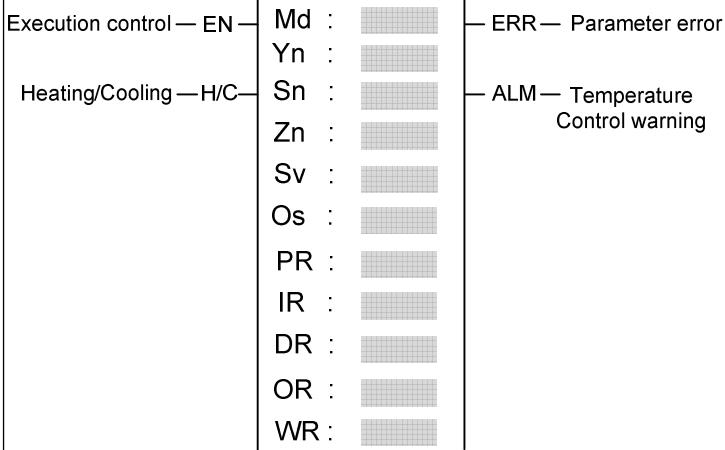 Execution control — EN — Md : — ERR — Parameter error
Yn :
Heating/Cooling — H/C — Sn : — ALM — Temperature
Control warning
Zn :
Sv :
Os :
PR :
IR :
DR :
OR :
WR :